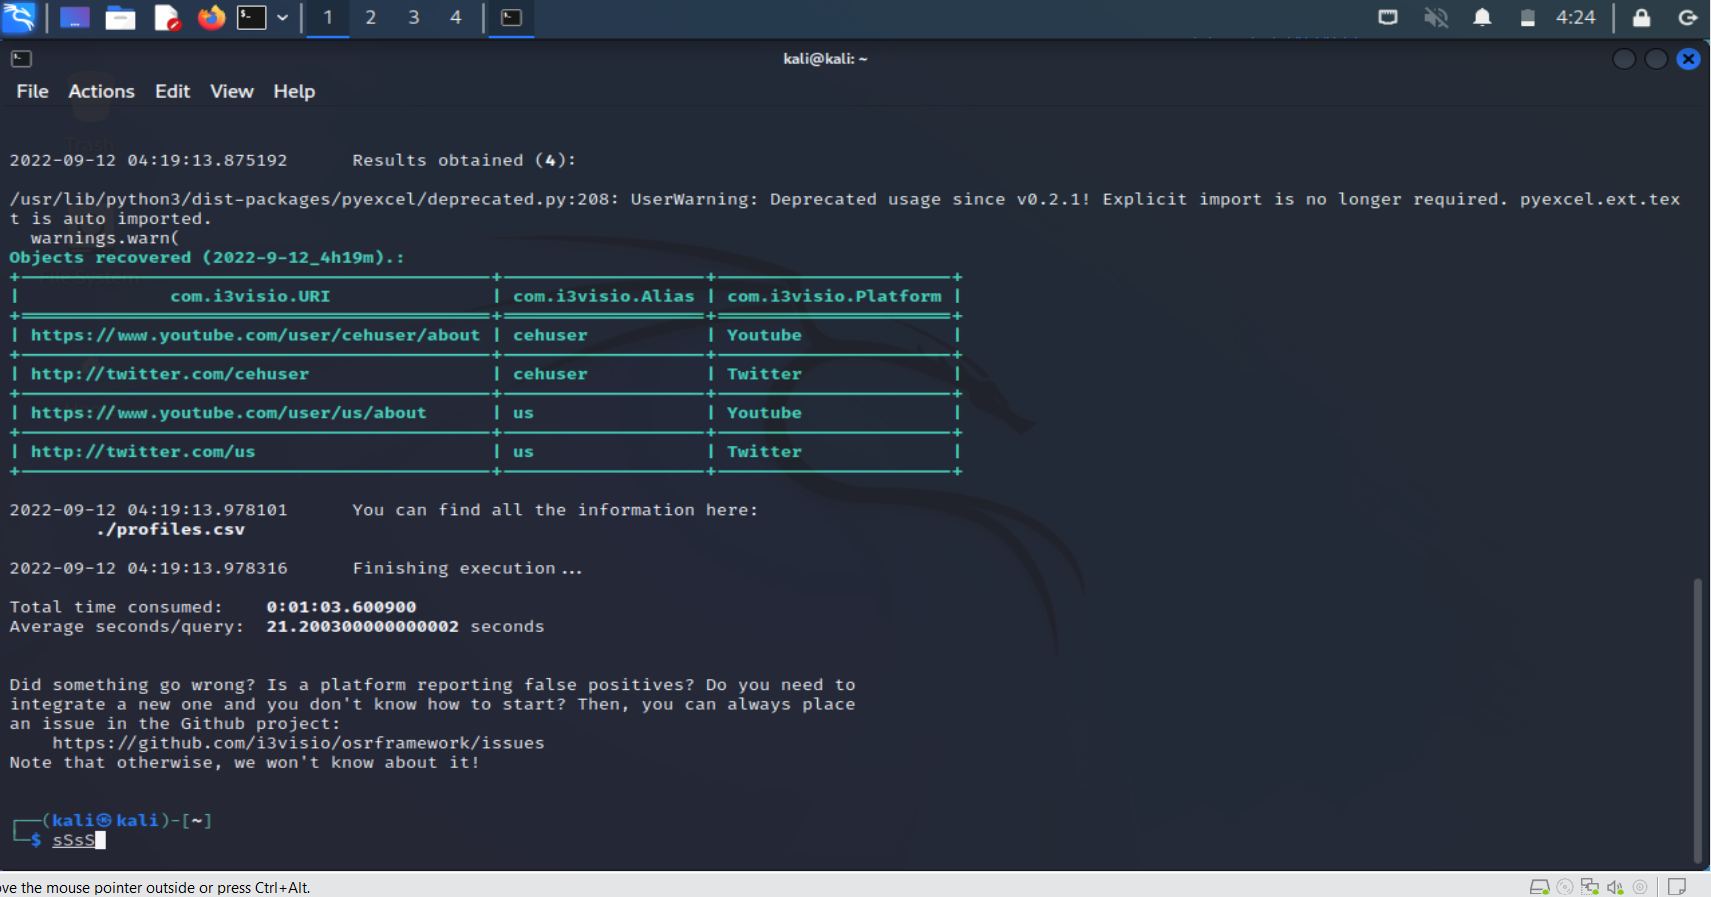 1 2 3 4 4:24
kali@kali: ~
File Actions Edit View Help
Trash
2022-09-12 04:19:13.875192 Results obtained (4):
/usr/lib/python3/dist-packages/pyexcel/deprecated.py:208: UserWarning: Deprecated usage since v0.2.1! Explicit import is no longer required. pyexcel.ext.tex
t is auto imported.
warnings.warn(
Objects recovered (2022-9-12_4h19m).:
System
com.i3visio.URI | com.i3visio.Alias | com.i3visio.Platform |
| https://www.youtube.com/user/cehuser/about | cehuser | Youtube |
| http://twitter.com/cehuser | cehuser | Twitter |
| https://www.youtube.com/user/us/about | us | Youtube |
| http://twitter.com/us | us | Twitter |
2022-09-12 04:19:13.978101 You can find all the information here:
./profiles.csv
2022-09-12 04:19:13.978316 Finishing execution...
Total time consumed: 0:01:03.600900
Average seconds/query: 21.200300000000002 seconds
Did something go wrong? Is a platform reporting false positives? Do you need to
integrate a new one and you don't know how to start? Then, you can always place
an issue in the Github project:
https://github.com/i3visio/osrframework/issues
Note that otherwise, we won't know about it!
(kali㉿kali)-[~]
$ sSsS
ove the mouse pointer outside or press Ctrl+Alt.